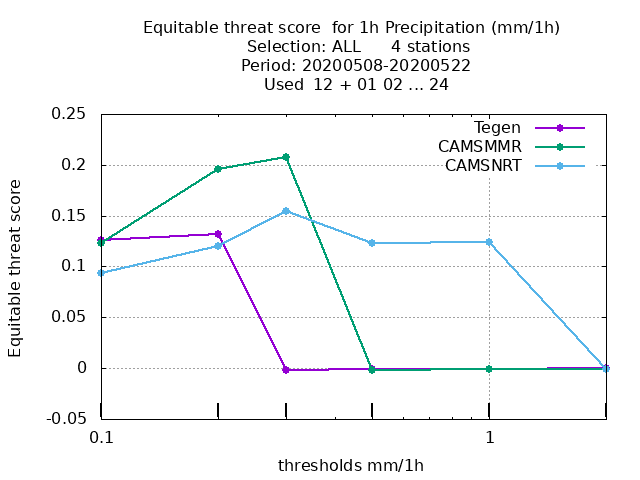 Equitable threat score  for 1h Precipitation (mm/1h)
Selection: ALL      4 stations
Period: 20200508-20200522
Used  12 + 01 02 ... 24
Tegen
CAMSMMR
CAMSNRT
0.25
0.2
0.15
0.1
0.05
0
-0.05
Equitable threat score
0.1
1
thresholds mm/1h